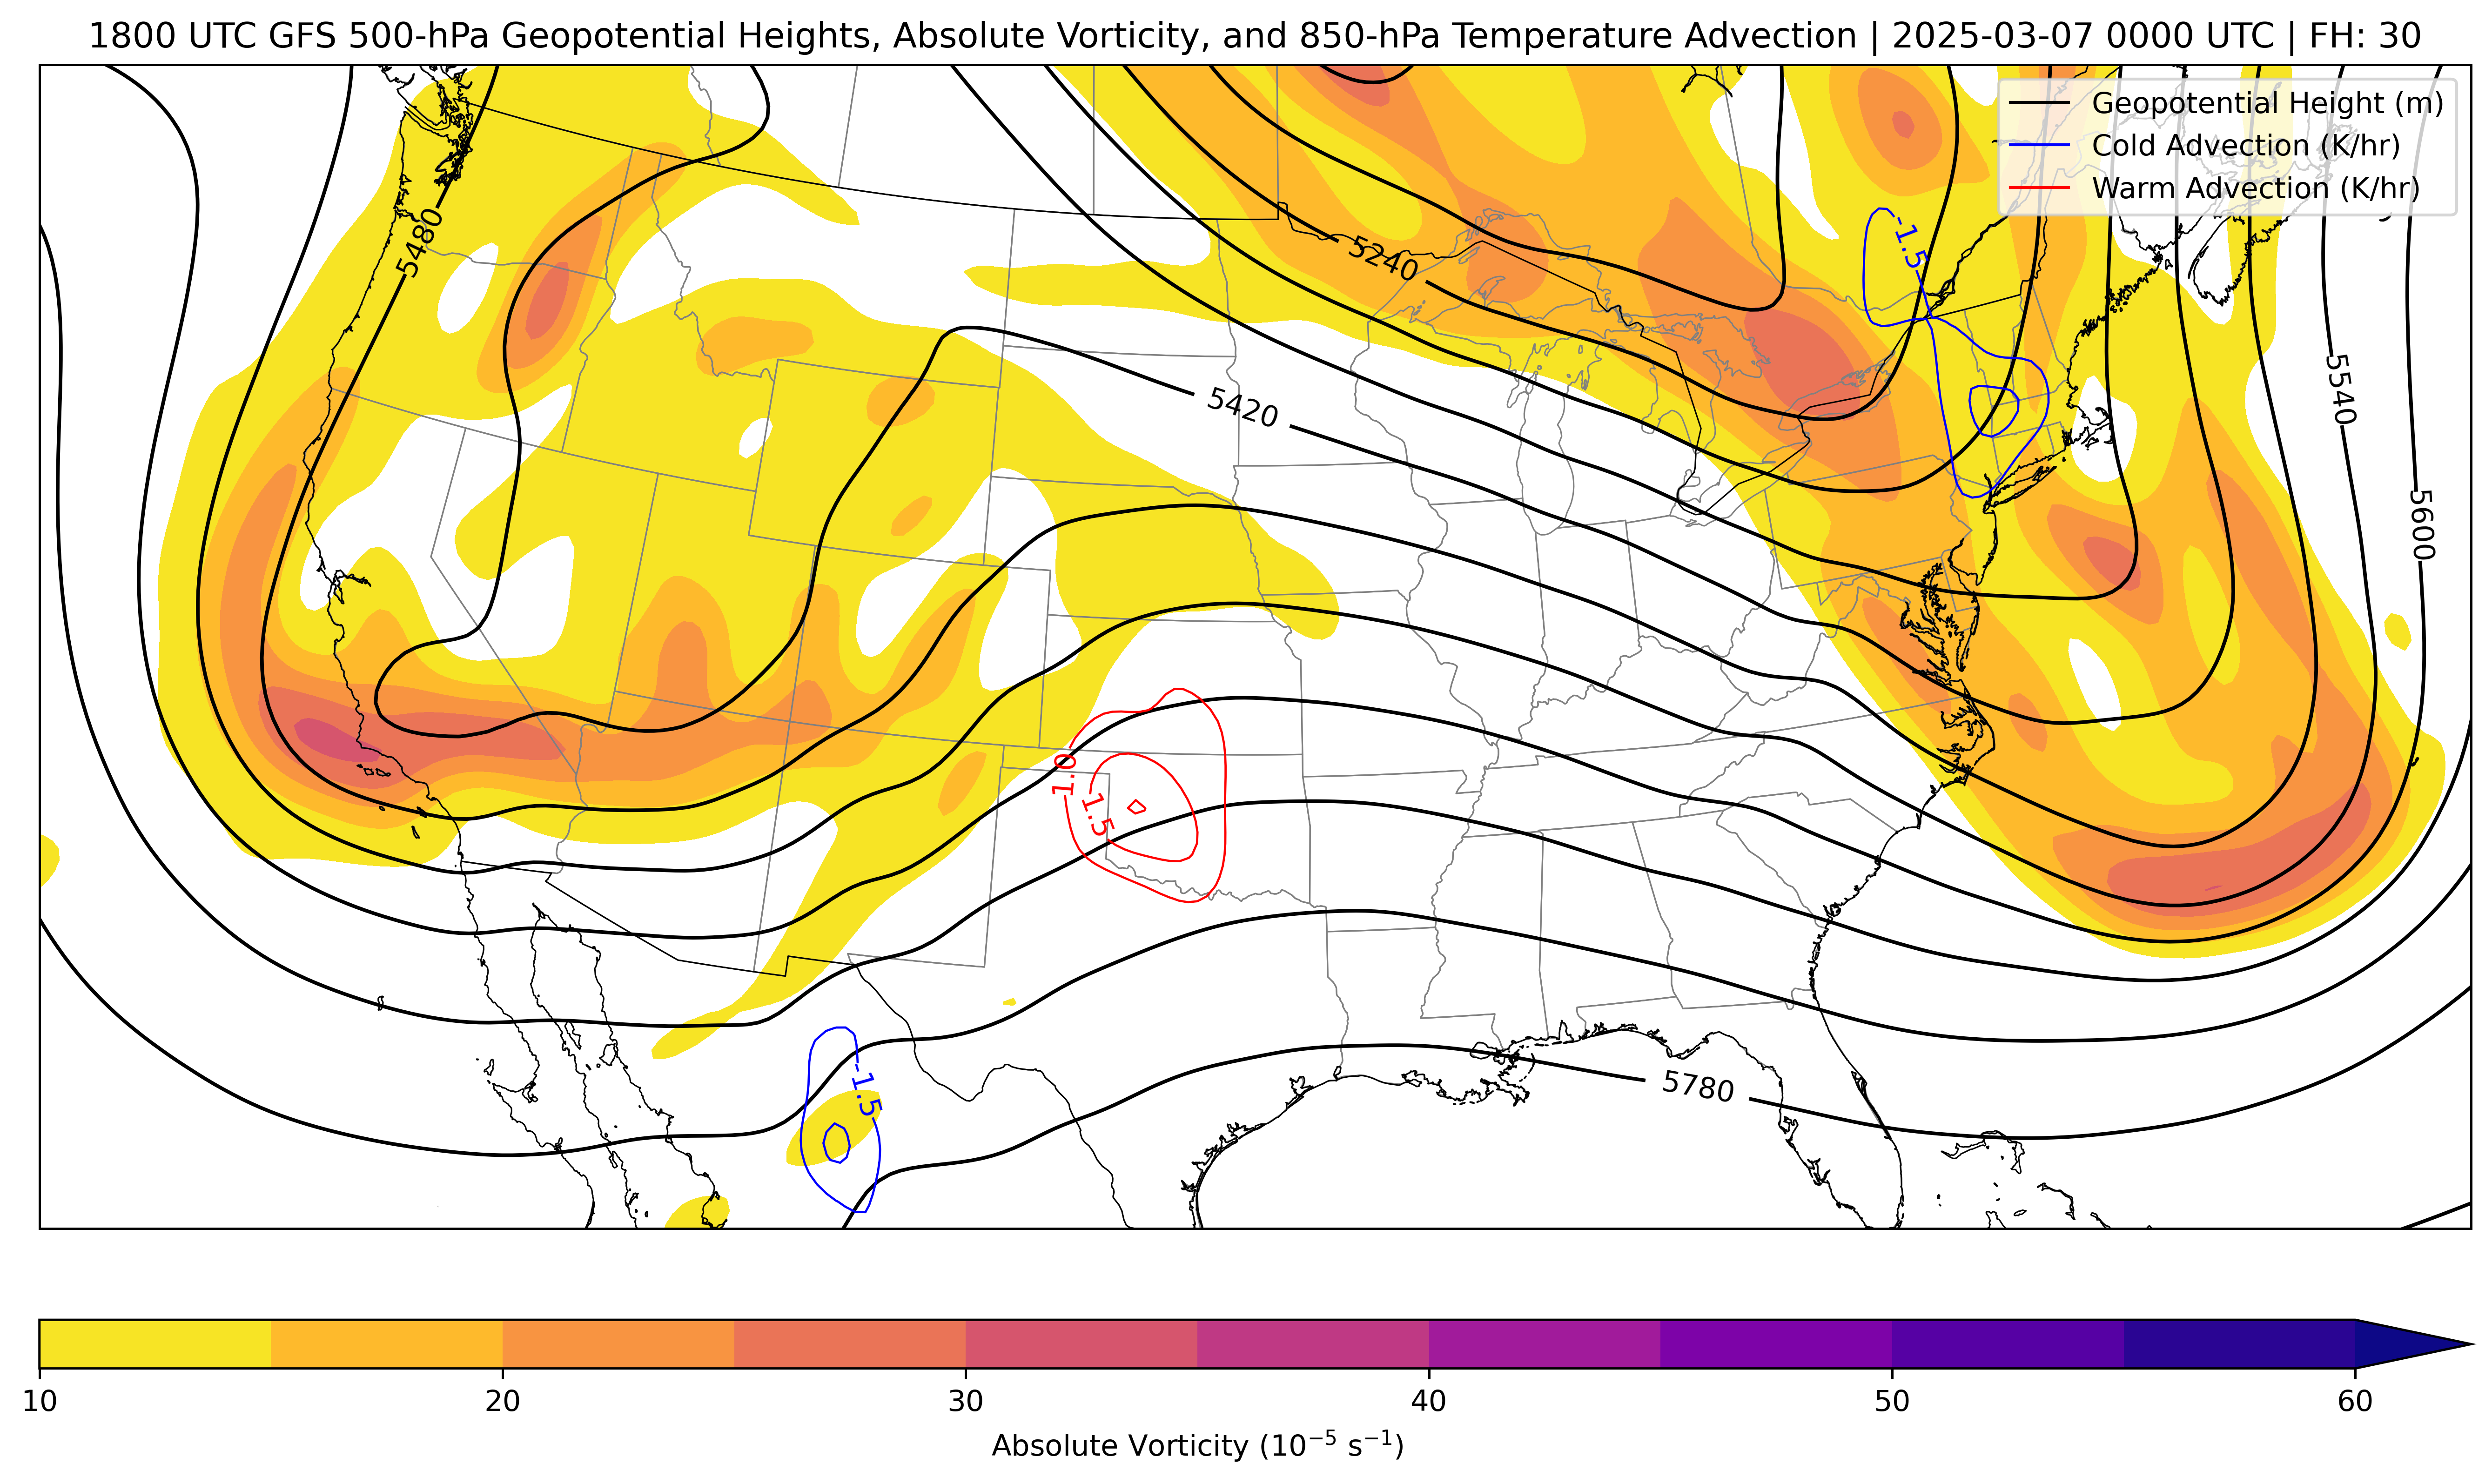 1800 UTC GFS 500-hPa Geopotential Heights, Absolute Vorticity, and 850-hPa Temperature Advection | 2025-03-07 0000 UTC | FH: 30
Geopotential Height (m)
Cold Advection (K/hr)
Warm Advection (K/hr)
5480
5240
-1.5
5420
5540
5600
1.0
1.5
-1.5
5780
10 20 30 40 50 60
Absolute Vorticity (10⁻⁵ s⁻¹)